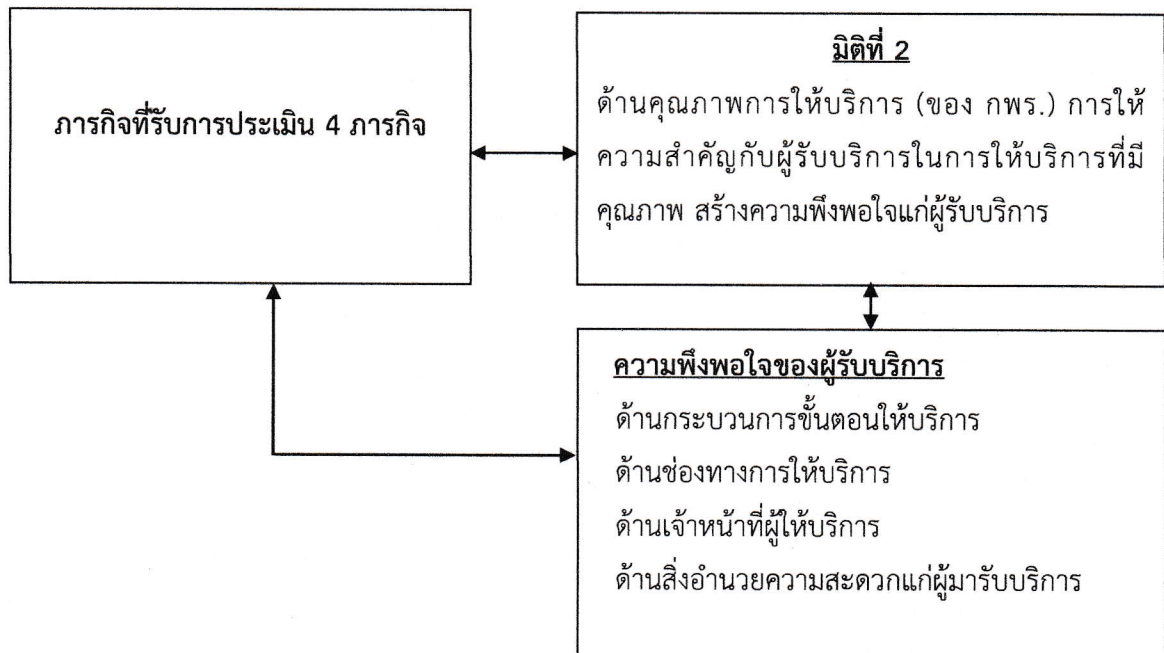 ภารกิจที่รับการประเมิน 4 ภารกิจ
มิติที่ 2
ด้านคุณภาพการให้บริการ (ของ กพร.) การให้
ความสำคัญกับผู้รับบริการในการให้บริการที่มี
คุณภาพ สร้างความพึงพอใจแก่ผู้รับบริการ
ความพึงพอใจของผู้รับบริการ
ด้านกระบวนการขั้นตอนให้บริการ
ด้านช่องทางการให้บริการ
ด้านเจ้าหน้าที่ผู้ให้บริการ
ด้านสิ่งอำนวยความสะดวกแก่ผู้มารับบริการ